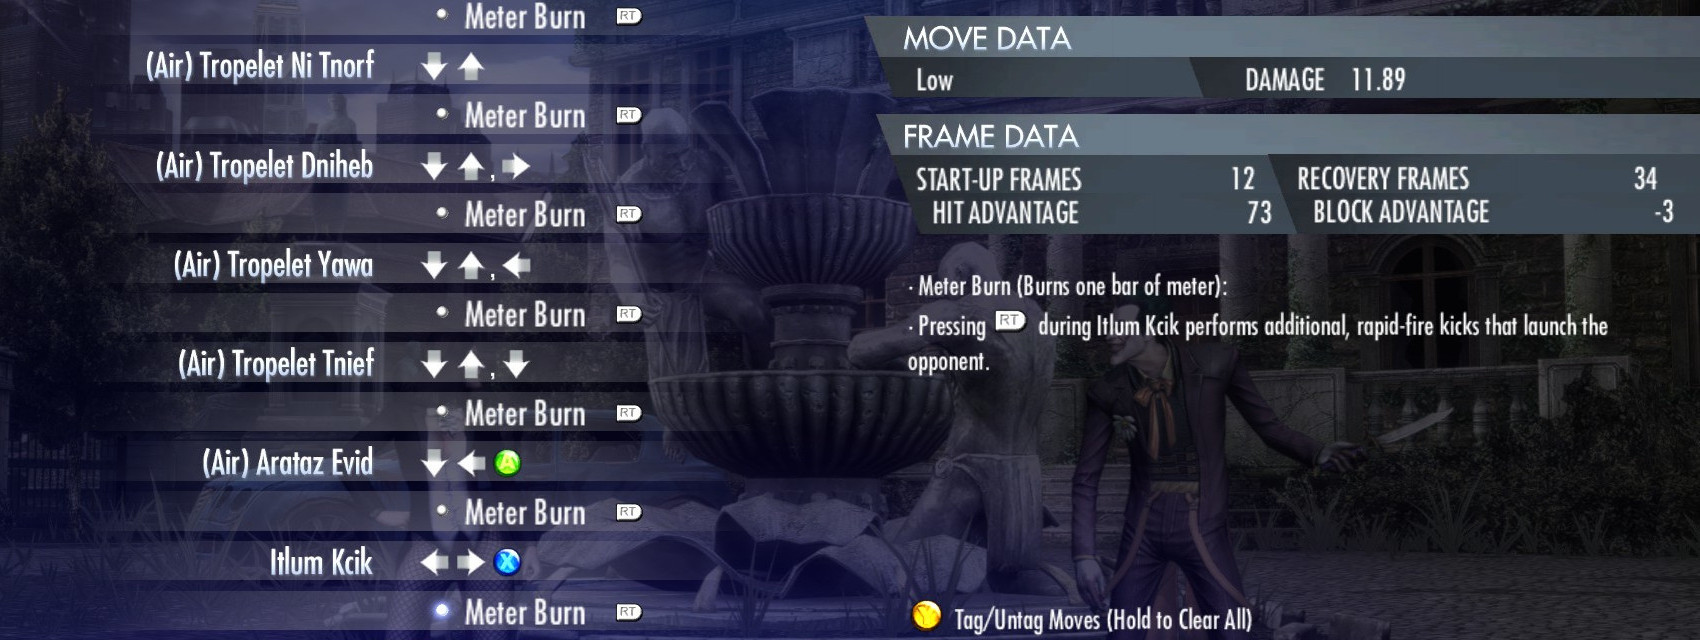 Meter Burn RT
(Air) Tropelet Ni Tnorf
Meter Burn RT
(Air) Tropelet Dniheb ,
Meter Burn RT
(Air) Tropelet Yawa ,
Meter Burn RT
(Air) Tropelet Tnief ,
Meter Burn RT
(Air) Arataz Evid A
Meter Burn RT
Itlum Kcik X
Meter Burn RT
MOVE DATA
Low DAMAGE 11.89
FRAME DATA
START-UP FRAMES 12 RECOVERY FRAMES 34
HIT ADVANTAGE 73 BLOCK ADVANTAGE -3
· Meter Burn (Burns one bar of meter):
· Pressing RT during Itlum Kcik performs additional, rapid-fire kicks that launch the
opponent.
Y Tag/Untag Moves (Hold to Clear All)